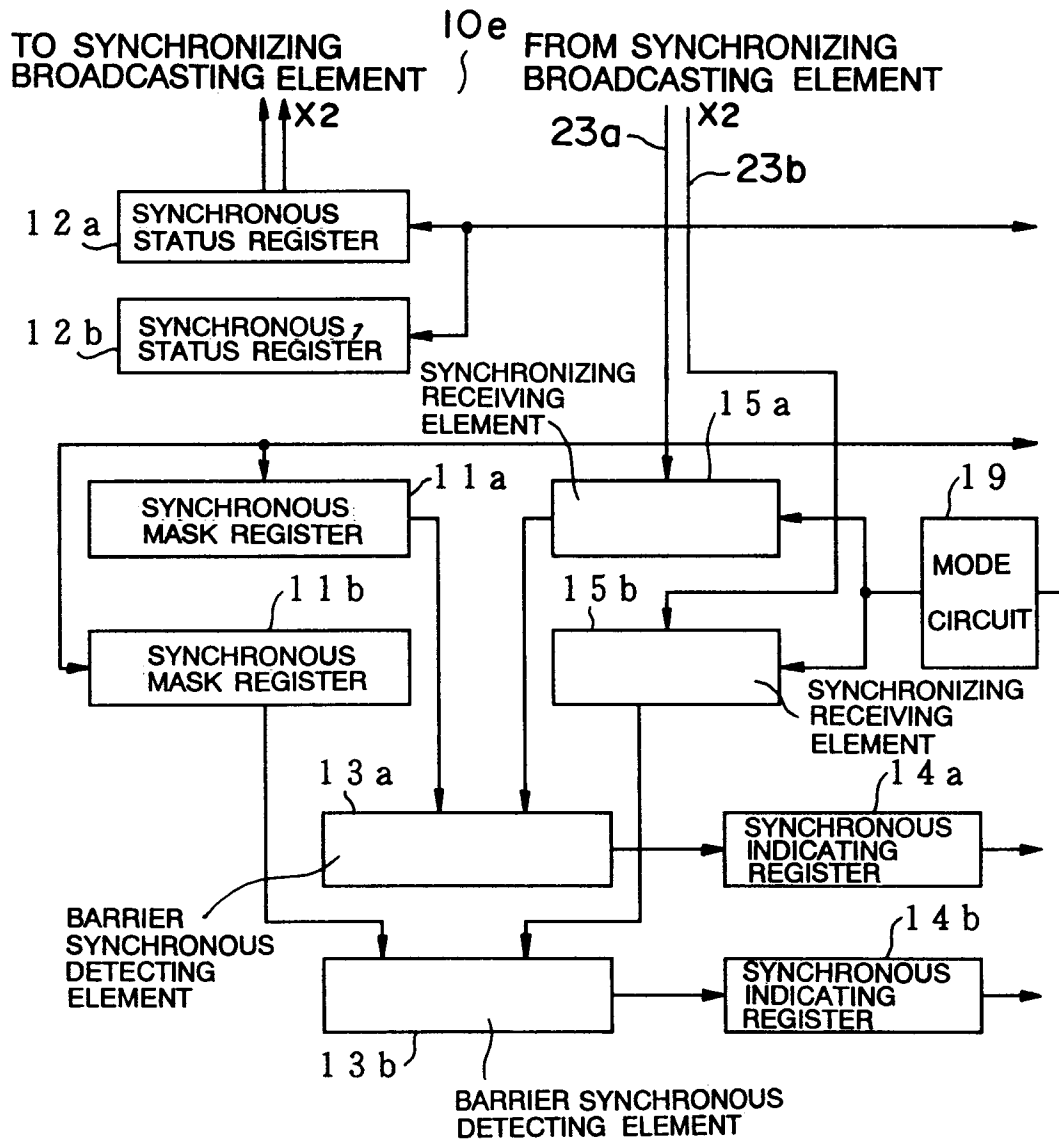 10e
TO SYNCHRONIZING
BROADCASTING ELEMENT
X2
FROM SYNCHRONIZING
BROADCASTING ELEMENT
X2
23a
23b
12a
SYNCHRONOUS
STATUS REGISTER
12b
SYNCHRONOUS
STATUS REGISTER
SYNCHRONIZING
RECEIVING
ELEMENT
15a
11a
SYNCHRONOUS
MASK REGISTER
19
MODE
CIRCUIT
11b
15b
SYNCHRONOUS
MASK REGISTER
SYNCHRONIZING
RECEIVING
ELEMENT
13a
14a
SYNCHRONOUS
INDICATING
REGISTER
BARRIER
SYNCHRONOUS
DETECTING
ELEMENT
14b
SYNCHRONOUS
INDICATING
REGISTER
13b
BARRIER SYNCHRONOUS
DETECTING ELEMENT